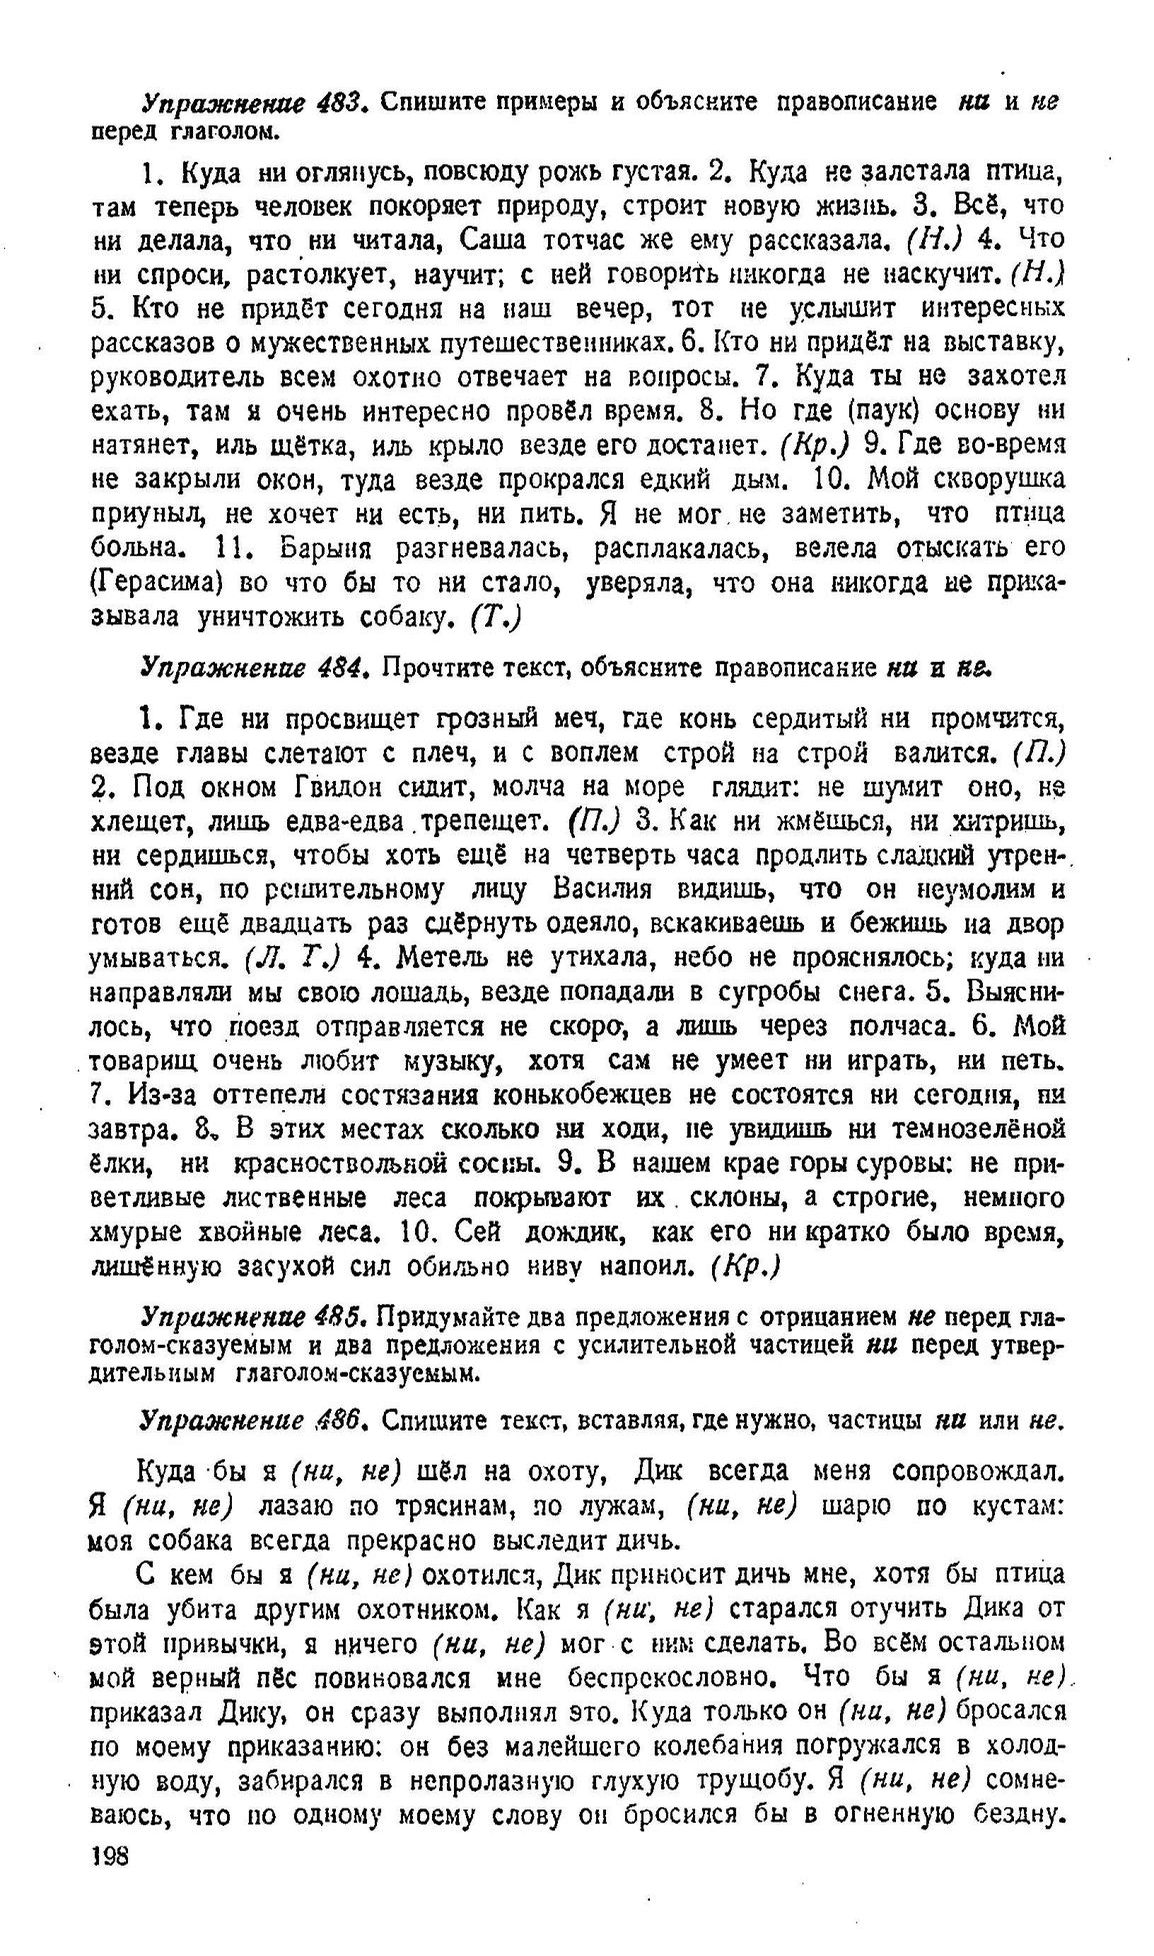 Упражнение 483. Спишите примеры и объясните правописание ни и не
перед глаголом.
1. Куда ни оглянусь, повсюду рожь густая. 2. Куда не залетала птица,
там теперь человек покоряет природу, строит новую жизнь. 3. Всё, что
ни делала, что ни читала, Саша тотчас же ему рассказала. (Н.) 4. Что
ни спроси, растолкует, научит; с ней говорить никогда не наскучит. (Н.)
5. Кто не придёт сегодня на наш вечер, тот не услышит интересных
рассказов о мужественных путешественниках. 6. Кто ни придёт на выставку,
руководитель всем охотно отвечает на вопросы. 7. Куда ты не захотел
ехать, там я очень интересно провёл время. 8. Но где (паук) основу ни
натянет, иль щётка, иль крыло везде его достанет. (Кр.) 9. Где во-время
не закрыли окон, туда везде прокрался едкий дым. 10. Мой скворушка
приуныл, не хочет ни есть, ни пить. Я не мог не заметить, что птица
больна. 11. Барыня разгневалась, расплакалась, велела отыскать его
(Герасима) во что бы то ни стало, уверяла, что она никогда не прика-
зывала уничтожить собаку. (Т.)
Упражнение 484. Прочтите текст, объясните правописание ни и не.
1. Где ни просвищет грозный меч, где конь сердитый ни промчится,
везде главы слетают с плеч, и с воплем строй на строй валится. (П.)
2. Под окном Гвидон сидит, молча на море глядит: не шумит оно, не
хлещет, лишь едва-едва трепещет. (П.) 3. Как ни жмёшься, ни хитришь,
ни сердишься, чтобы хоть ещё на четверть часа продлить сладкий утрен-
ний сон, по решительному лицу Василия видишь, что он неумолим и
готов ещё двадцать раз сдёрнуть одеяло, вскакиваешь и бежишь на двор
умываться. (Л. Т.) 4. Метель не утихала, небо не прояснялось; куда ни
направляли мы свою лошадь, везде попадали в сугробы снега. 5. Выясни-
лось, что поезд отправляется не скоро, а лишь через полчаса. 6. Мой
товарищ очень любит музыку, хотя сам не умеет ни играть, ни петь.
7. Из-за оттепели состязания конькобежцев не состоятся ни сегодня, ни
завтра. 8. В этих местах сколько ни ходи, не увидишь ни темнозелёной
ёлки, ни красноствольной сосны. 9. В нашем крае горы суровы: не при-
ветливые лиственные леса покрывают их склоны, а строгие, немного
хмурые хвойные леса. 10. Сей дождик, как его ни кратко было время,
лишённую засухой сил обильно ниву напоил. (Кр.)
Упражнение 485. Придумайте два предложения с отрицанием не перед гла-
голом-сказуемым и два предложения с усилительной частицей ни перед утвер-
дительным глаголом-сказуемым.
Упражнение 486. Спишите текст, вставляя, где нужно, частицы ни или не.
Куда бы я (ни, не) шёл на охоту, Дик всегда меня сопровождал.
Я (ни, не) лазаю по трясинам, по лужам, (ни, не) шарю по кустам:
моя собака всегда прекрасно выследит дичь.
С кем бы я (ни, не) охотился, Дик приносит дичь мне, хотя бы птица
была убита другим охотником. Как я (ни, не) старался отучить Дика от
этой привычки, я ничего (ни, не) мог с ним сделать. Во всём остальном
мой верный пёс повиновался мне беспрекословно. Что бы я (ни, не)
приказал Дику, он сразу выполнял это. Куда только он (ни, не) бросался
по моему приказанию: он без малейшего колебания погружался в холод-
ную воду, забирался в непролазную глухую трущобу. Я (ни, не) сомне-
ваюсь, что по одному моему слову он бросился бы в огненную бездну.
198